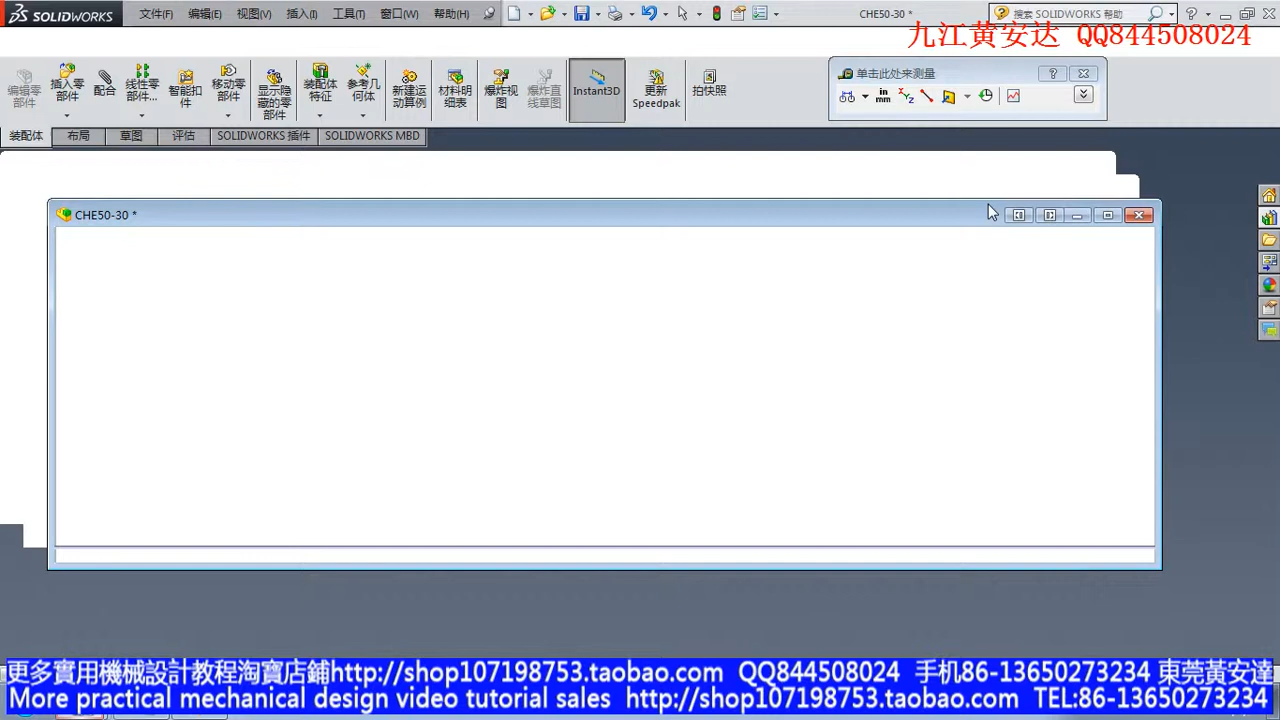 SOLIDWORKS 文件(F) 编辑(E) 视图(V) 插入(I) 工具(T) 窗口(W) 帮助(H) CHE50-30 * 搜索 SOLIDWORKS 帮助
九江黄安达 QQ844508024
编辑零部件 插入零部件 配合 线性零部件... 智能扣件 移动零部件 显示隐藏的零部件 装配体特征 参考几何体 新建运动算例 材料明细表 爆炸视图 爆炸直线草图 Instant3D 更新Speedpak 拍快照
单击此处来测量
in mm
装配体 布局 草图 评估 SOLIDWORKS 插件 SOLIDWORKS MBD
CHE50-30 *
更多實用機械設計教程淘寶店鋪http://shop107198753.taobao.com QQ844508024 手机86-13650273234 東莞黃安達
More practical mechanical design video tutorial sales http://shop107198753.taobao.com TEL:86-13650273234